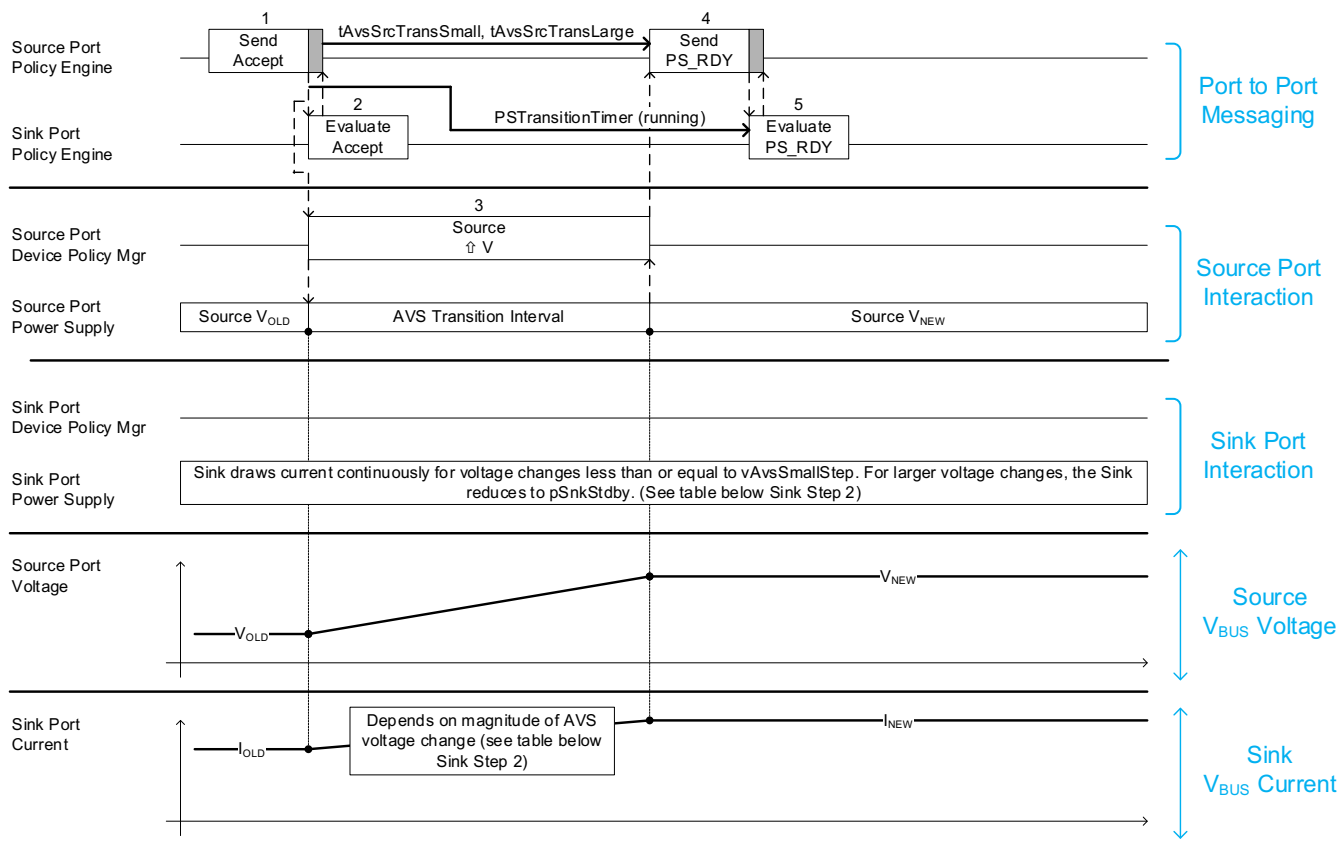 1
Send
Accept
tAvsSrcTransSmall, tAvsSrcTransLarge
4
Send
PS_RDY
Source Port
Policy Engine
Port to Port
Messaging
2
Evaluate
Accept
PSTransitionTimer (running)
5
Evaluate
PS_RDY
Sink Port
Policy Engine
3
Source
⇧ V
Source Port
Device Policy Mgr
Source Port
Interaction
Source Port
Power Supply
Source VOLD
AVS Transition Interval
Source VNEW
Sink Port
Device Policy Mgr
Sink Port
Interaction
Sink Port
Power Supply
Sink draws current continuously for voltage changes less than or equal to vAvsSmallStep. For larger voltage changes, the Sink
reduces to pSnkStdby. (See table below Sink Step 2)
Source Port
Voltage
VOLD
VNEW
Source
VBUS Voltage
Sink Port
Current
IOLD
Depends on magnitude of AVS
voltage change (see table below
Sink Step 2)
INEW
Sink
VBUS Current